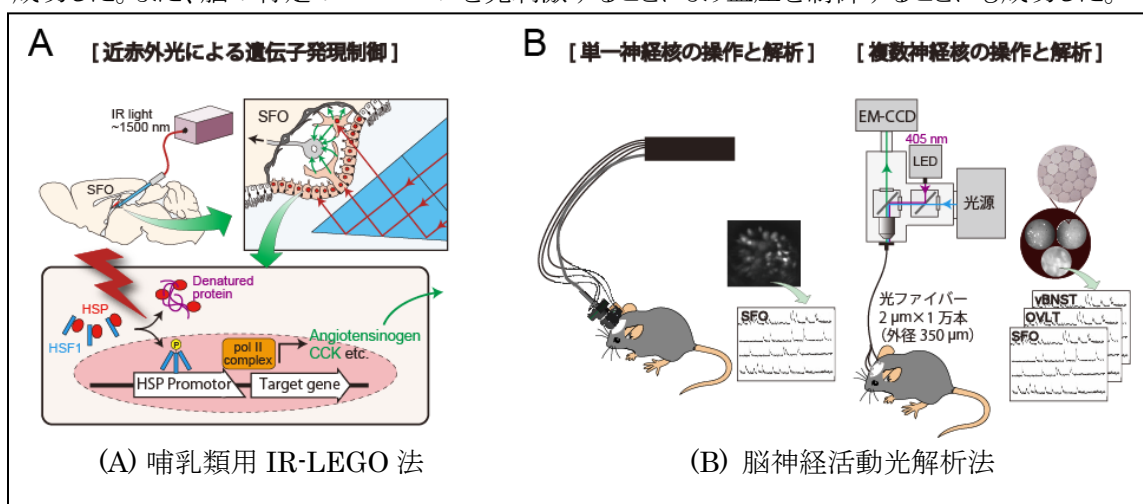 A [ 近赤外光による遺伝子発現制御 ]
IR light
~1500 nm
SFO
SFO
HSP
HSF1
Denatured
protein
P
pol II
complex
HSP Promotor
Target gene
Angiotensinogen
CCK etc.
(A) 哺乳類用 IR-LEGO 法
B [ 単一神経核の操作と解析 ] [ 複数神経核の操作と解析 ]
SFO
EM-CCD
405 nm
LED
光源
光ファイバー
2 μm×1 万本
(外径 350 μm)
vBNST
OVLT
SFO
(B) 脳神経活動光解析法